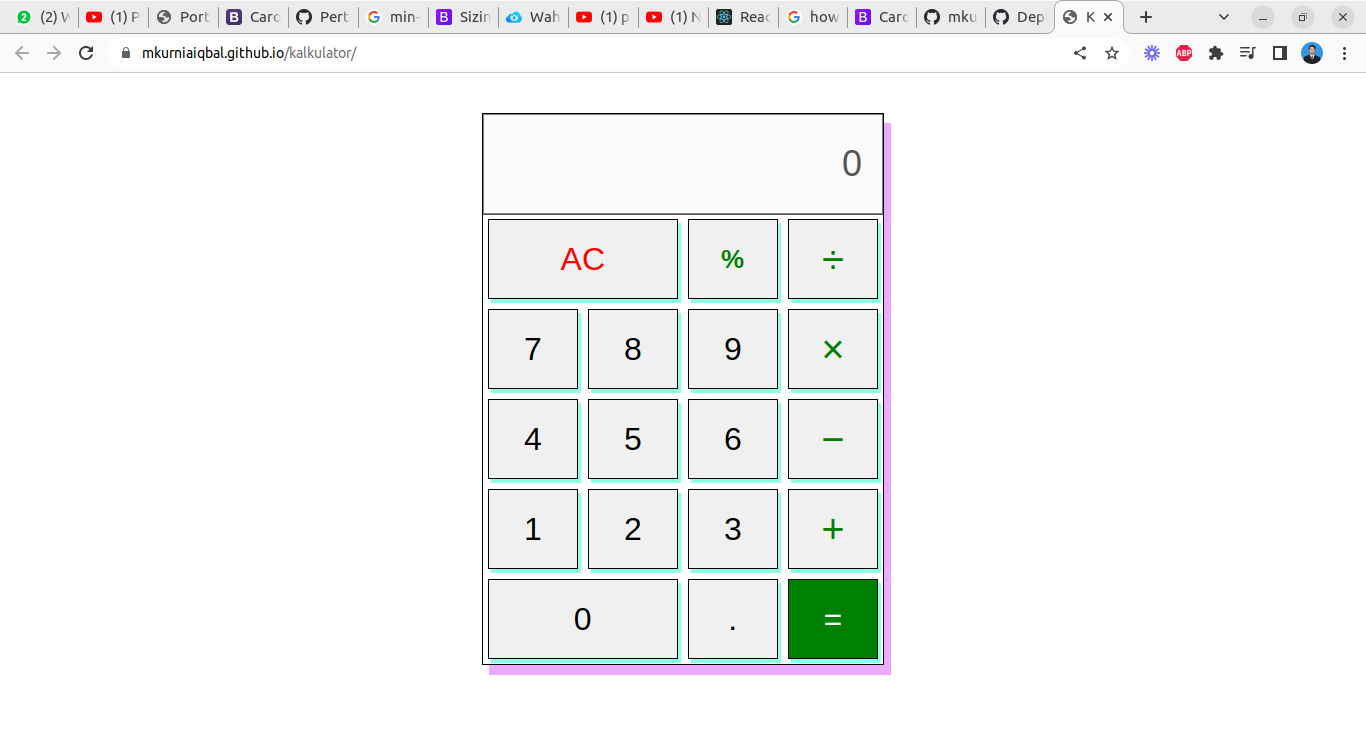 (2) W (1) P Port Carc Pert min- Sizin Wah (1) p (1) N Reac how Carc mku Dep K
mkurniaiqbal.github.io/kalkulator/
ABP
0
AC % ÷
7 8 9 ×
4 5 6 −
1 2 3 +
0 . =